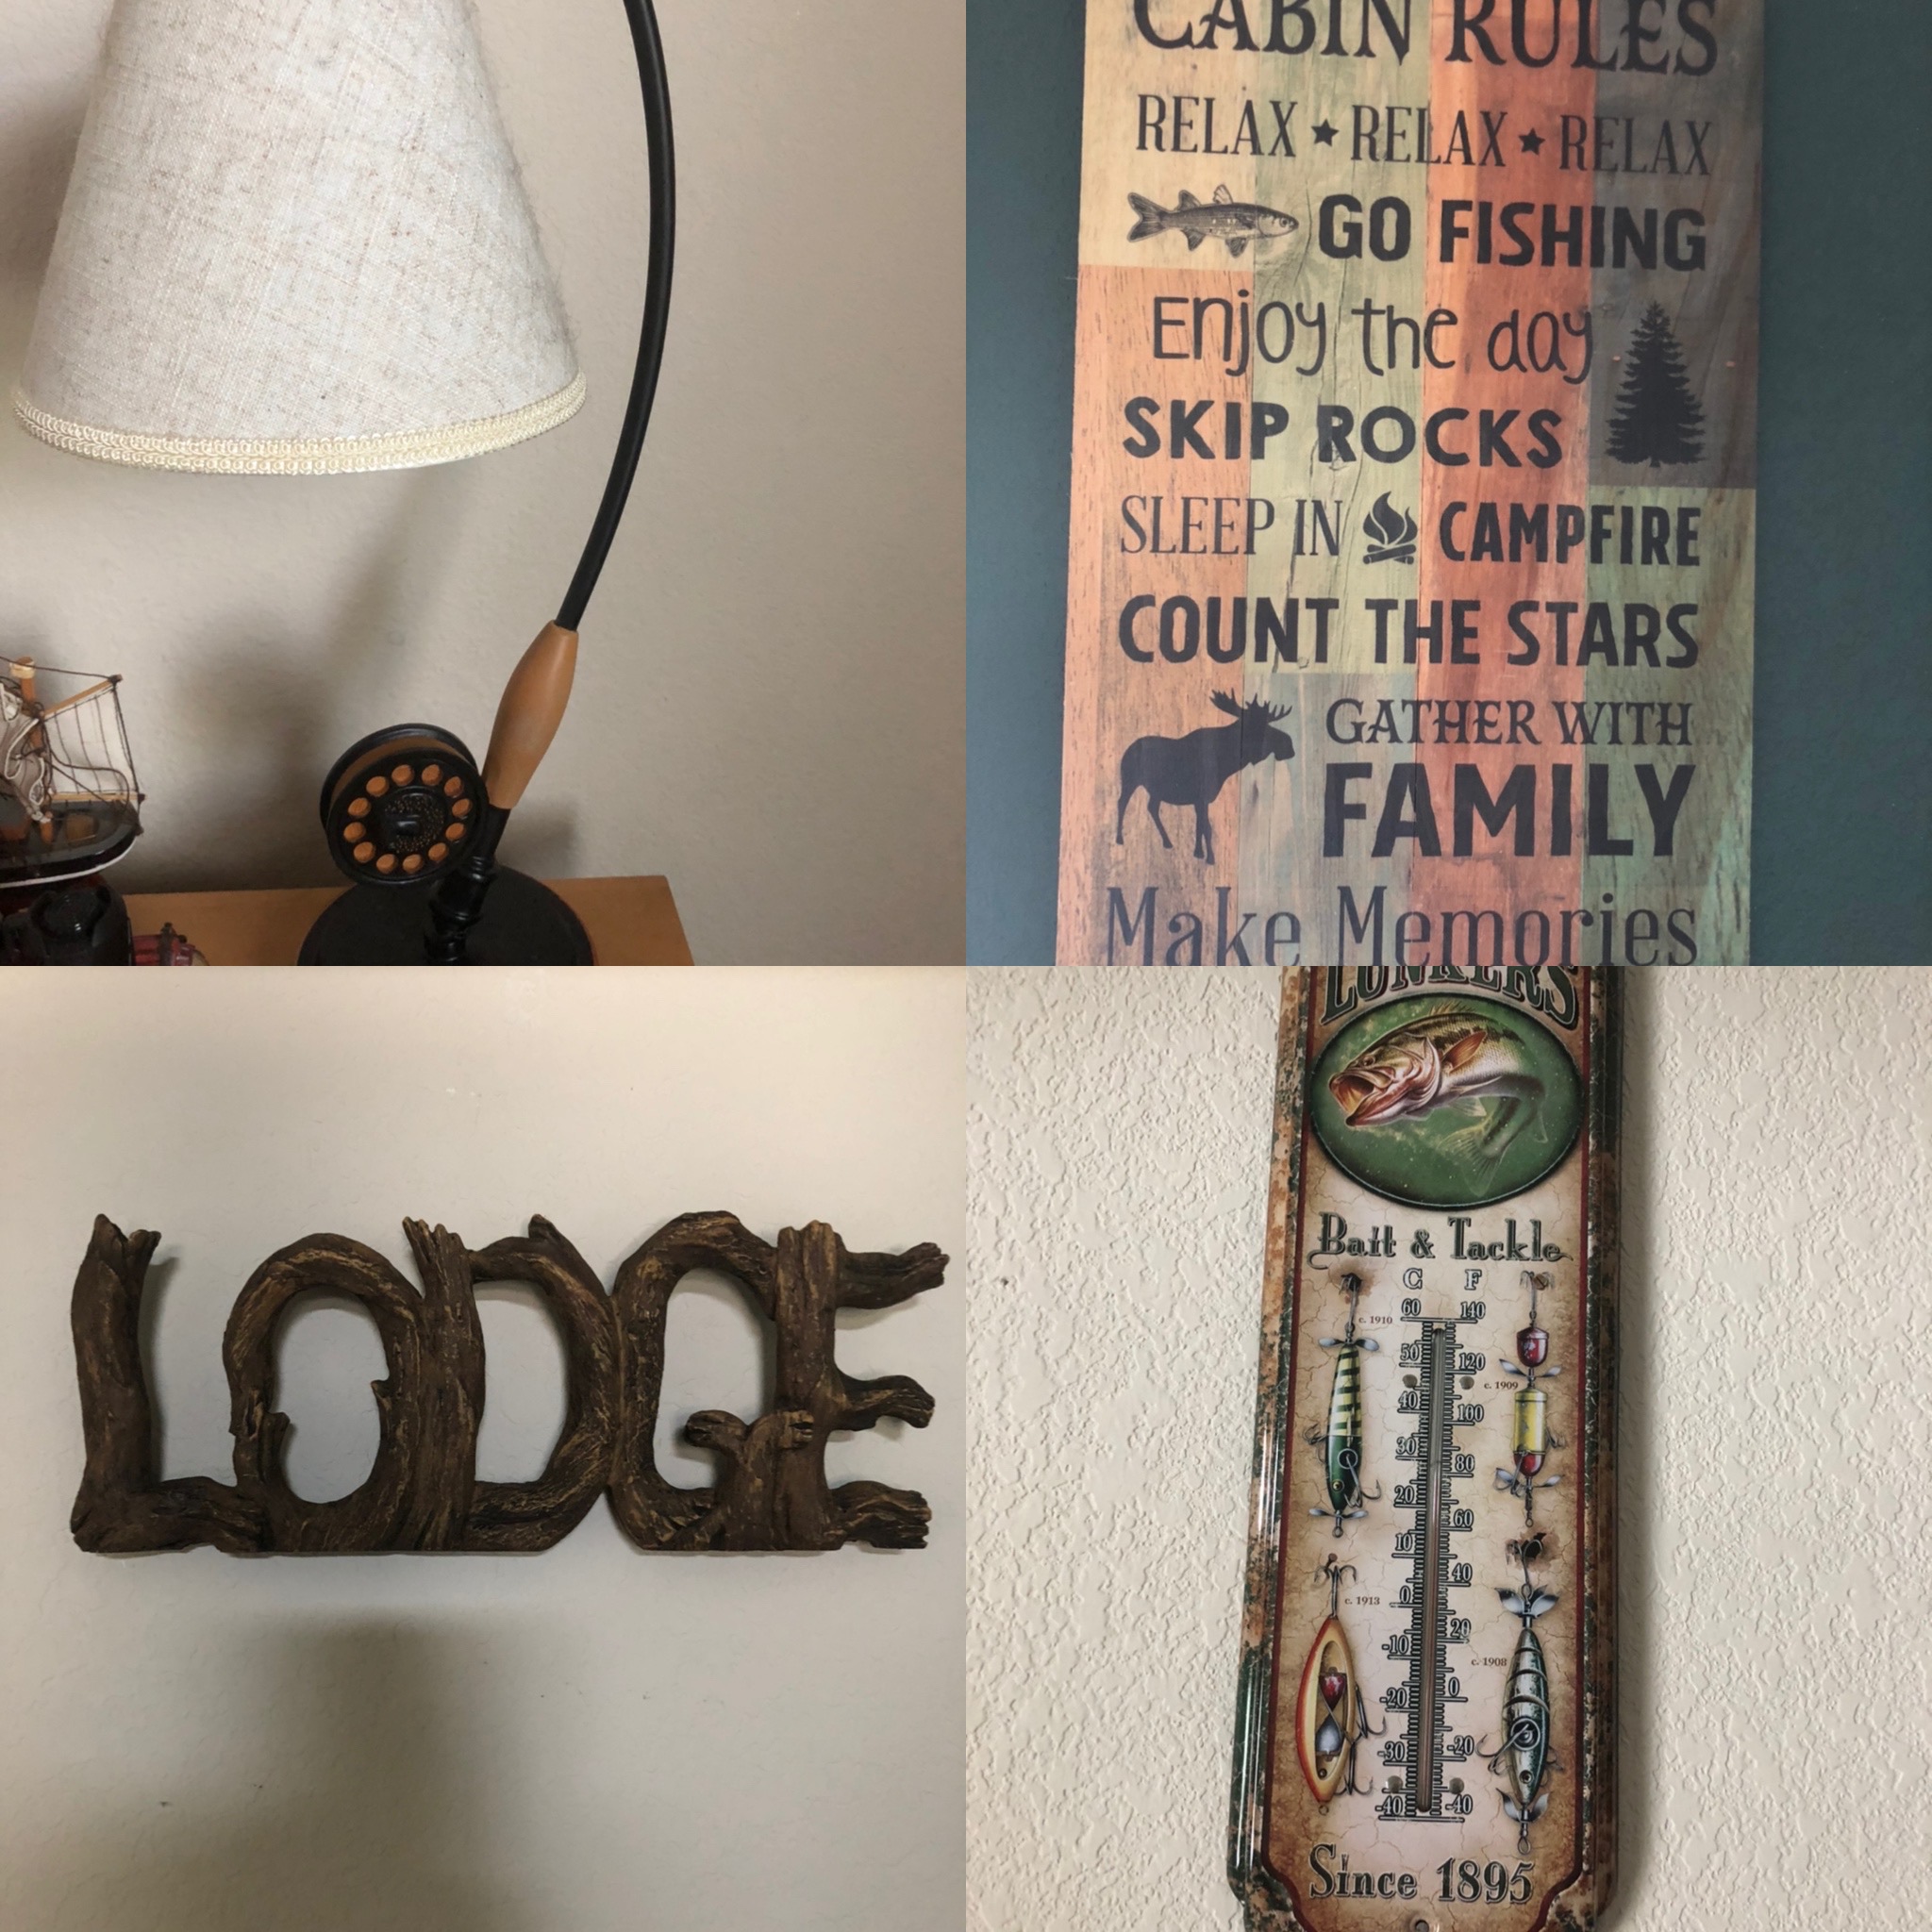 CABIN RULES
RELAX ★ RELAX ★ RELAX
GO FISHING
Enjoy the day
SKIP ROCKS
SLEEP IN CAMPFIRE
COUNT THE STARS
GATHER WITH
FAMILY
Make Memories
LODGE
LUNKERS
Bait & Tackle
C F
60 140
c. 1910
50 120
c. 1909
40 100
30 80
20 60
10 40
0 20
c. 1913
-10 0
c. 1908
-20 -20
-30 -40
-40
Since 1895